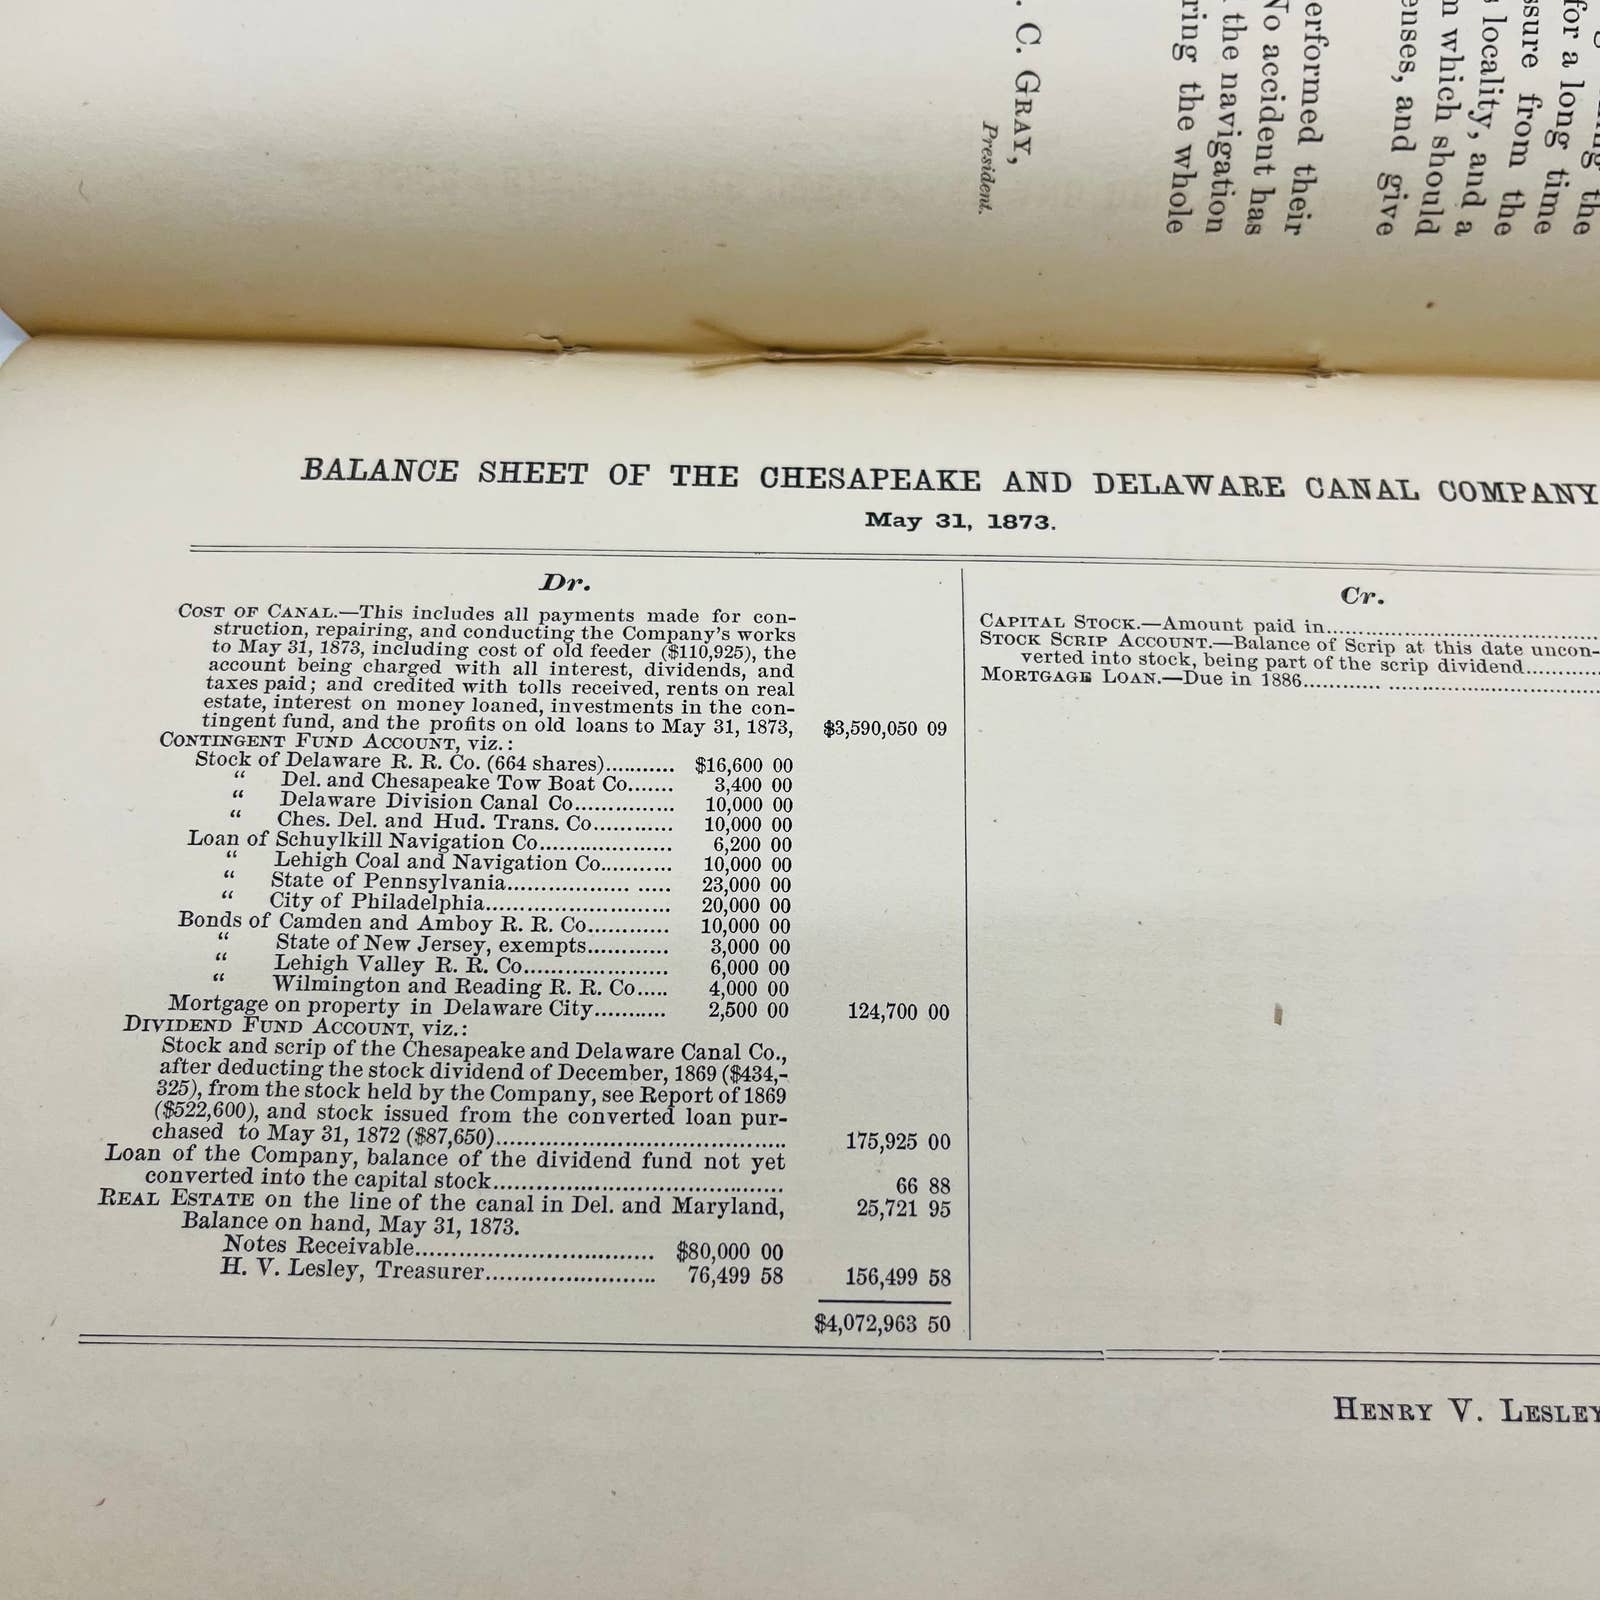 . C. GRAY,
President.
erformed their
No accident has
the navigation
ring the whole
for a long time
ssure from the
locality, and a
m which should
enses, and give
BALANCE SHEET OF THE CHESAPEAKE AND DELAWARE CANAL COMPANY
May 31, 1873.
Dr.
COST OF CANAL.—This includes all payments made for con-
struction, repairing, and conducting the Company's works
to May 31, 1873, including cost of old feeder ($110,925), the
account being charged with all interest, dividends, and
taxes paid; and credited with tolls received, rents on real
estate, interest on money loaned, investments in the con-
tingent fund, and the profits on old loans to May 31, 1873, $3,590,050 09
CONTINGENT FUND ACCOUNT, viz.:
Stock of Delaware R. R. Co. (664 shares)........... $16,600 00
“ Del. and Chesapeake Tow Boat Co....... 3,400 00
“ Delaware Division Canal Co............... 10,000 00
“ Ches. Del. and Hud. Trans. Co............ 10,000 00
Loan of Schuylkill Navigation Co.................... 6,200 00
“ Lehigh Coal and Navigation Co........... 10,000 00
“ State of Pennsylvania.................. ..... 23,000 00
“ City of Philadelphia............................ 20,000 00
Bonds of Camden and Amboy R. R. Co............ 10,000 00
“ State of New Jersey, exempts............ 3,000 00
“ Lehigh Valley R. R. Co...................... 6,000 00
“ Wilmington and Reading R. R. Co..... 4,000 00
Mortgage on property in Delaware City........... 2,500 00 124,700 00
DIVIDEND FUND ACCOUNT, viz.:
Stock and scrip of the Chesapeake and Delaware Canal Co.,
after deducting the stock dividend of December, 1869 ($434,-
325), from the stock held by the Company, see Report of 1869
($522,600), and stock issued from the converted loan pur-
chased to May 31, 1872 ($87,650)........................................... 175,925 00
Loan of the Company, balance of the dividend fund not yet
converted into the capital stock........................................... 66 88
REAL ESTATE on the line of the canal in Del. and Maryland, 25,721 95
Balance on hand, May 31, 1873.
Notes Receivable.................................. $80,000 00
H. V. Lesley, Treasurer......................... 76,499 58 156,499 58
$4,072,963 50
Cr.
CAPITAL STOCK.—Amount paid in..........................................
STOCK SCRIP ACCOUNT.—Balance of Scrip at this date uncon-
verted into stock, being part of the scrip dividend...........
MORTGAGE LOAN.—Due in 1886............ ................................
HENRY V. LESLEY